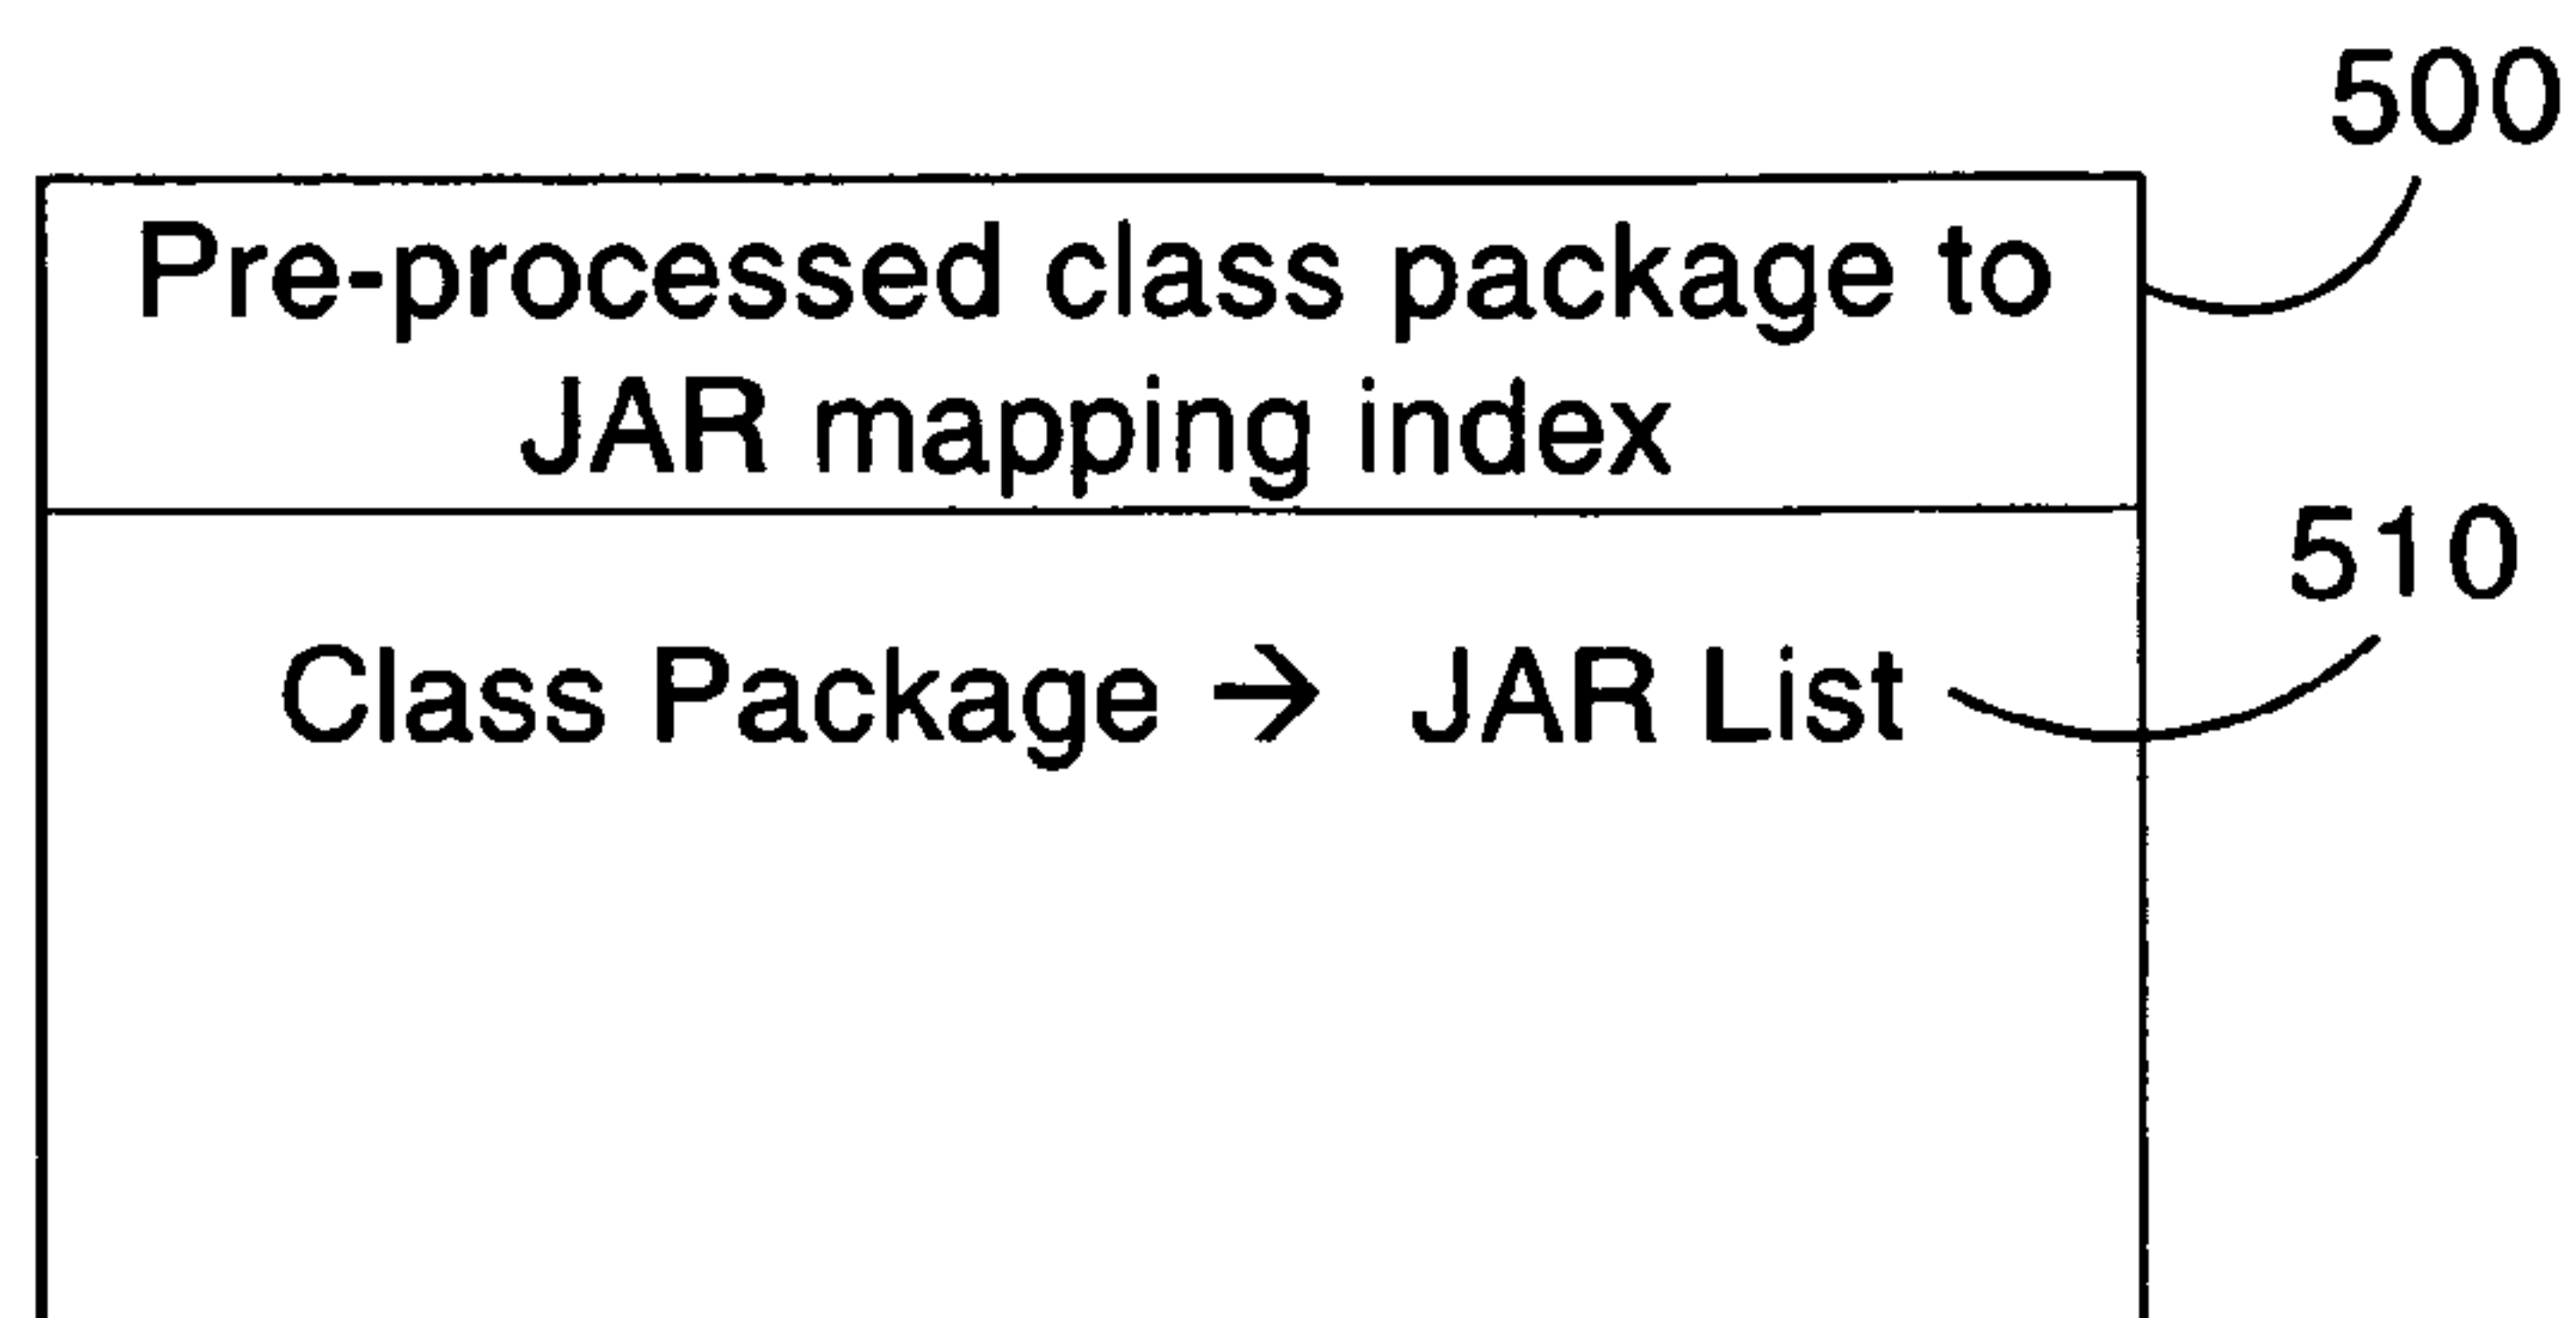 500
Pre-processed class package to
JAR mapping index
510
Class Package → JAR List